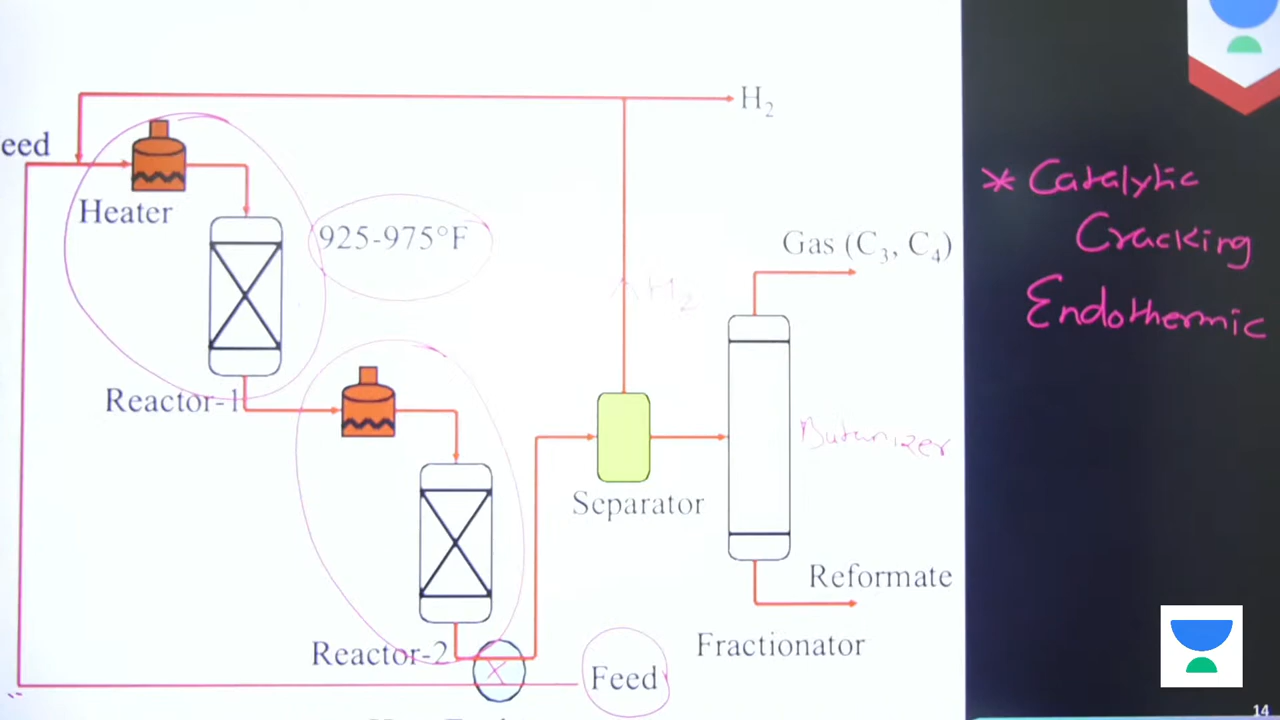 H₂
eed
Heater
925-975°F
Gas (C₃, C₄)
H₂
* Catalytic
Cracking
Endothermic
Reactor-1
Butanizer
Separator
Reformate
Fractionator
Reactor-2
Feed
14